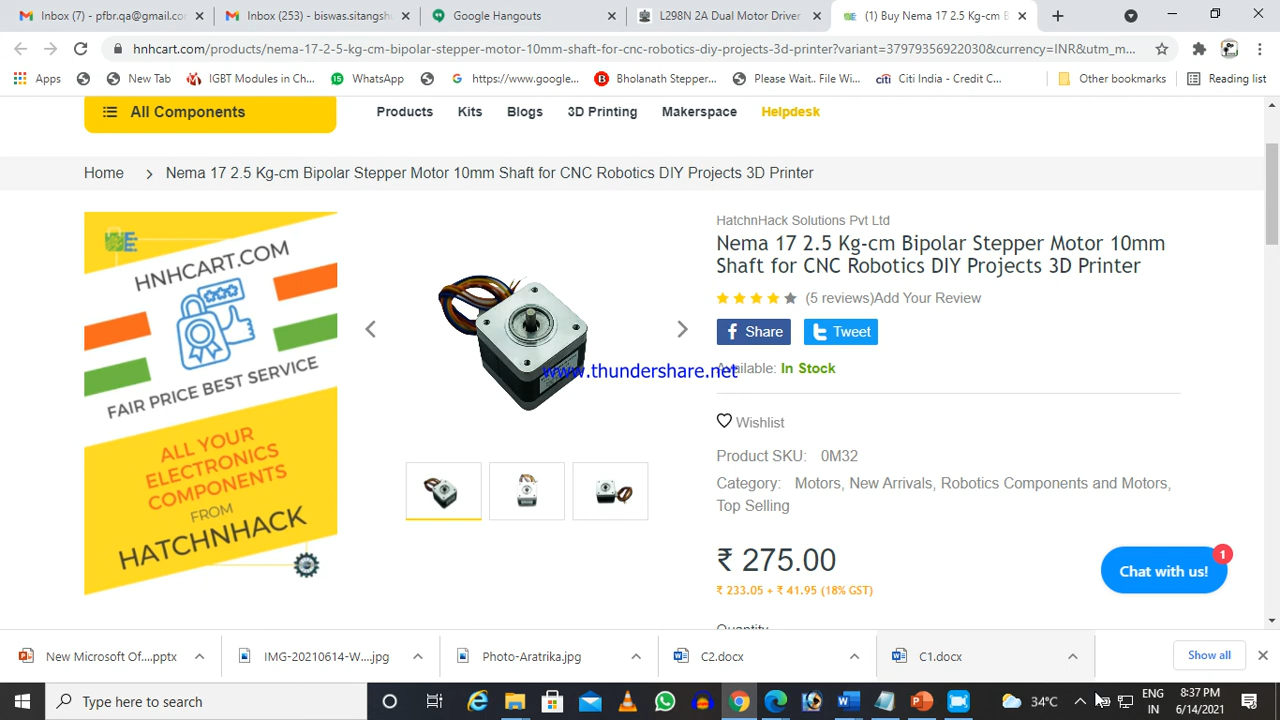 Inbox (7) - pfbr.qa@gmail.co
Inbox (253) - biswas.sitangshu
Google Hangouts
L298N 2A Dual Motor Driver
(1) Buy Nema 17 2.5 Kg-cm B
hnhcart.com/products/nema-17-2-5-kg-cm-bipolar-stepper-motor-10mm-shaft-for-cnc-robotics-diy-projects-3d-printer?variant=37979356922030&currency=INR&utm_m...
Apps
New Tab
IGBT Modules in Ch...
15 WhatsApp
https://www.google...
B Bholanath Stepper...
Please Wait.. File Wi...
citi Citi India - Credit C...
Other bookmarks
Reading list
All Components
Products
Kits
Blogs
3D Printing
Makerspace
Helpdesk
Home > Nema 17 2.5 Kg-cm Bipolar Stepper Motor 10mm Shaft for CNC Robotics DIY Projects 3D Printer
HNHCART.COM
FAIR PRICE BEST SERVICE
ALL YOUR
ELECTRONICS
COMPONENTS
FROM
HATCHNHACK
www.thundershare.net
HatchnHack Solutions Pvt Ltd
Nema 17 2.5 Kg-cm Bipolar Stepper Motor 10mm
Shaft for CNC Robotics DIY Projects 3D Printer
(5 reviews)Add Your Review
Share
Tweet
Available: In Stock
Wishlist
Product SKU: 0M32
Category: Motors, New Arrivals, Robotics Components and Motors,
Top Selling
₹ 275.00
₹ 233.05 + ₹ 41.95 (18% GST)
Quantity
Chat with us!
1
New Microsoft Of....pptx
IMG-20210614-W....jpg
Photo-Aratrika.jpg
C2.docx
C1.docx
Show all
Type here to search
34°C
ENG
IN
8:37 PM
6/14/2021